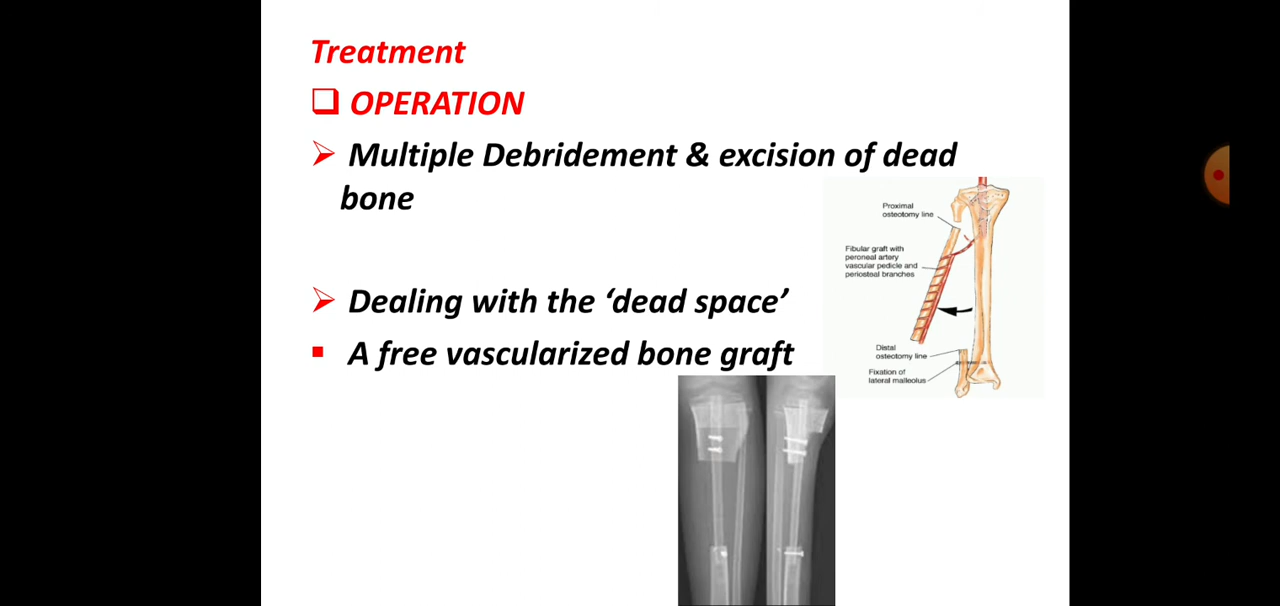 Treatment
OPERATION
Multiple Debridement & excision of dead
bone
Proximal
osteotomy line
Fibular graft with
peroneal artery
vascular pedicle and
periosteal branches
Dealing with the ‘dead space’
A free vascularized bone graft
Distal
osteotomy line
Fixation of
lateral malleolus